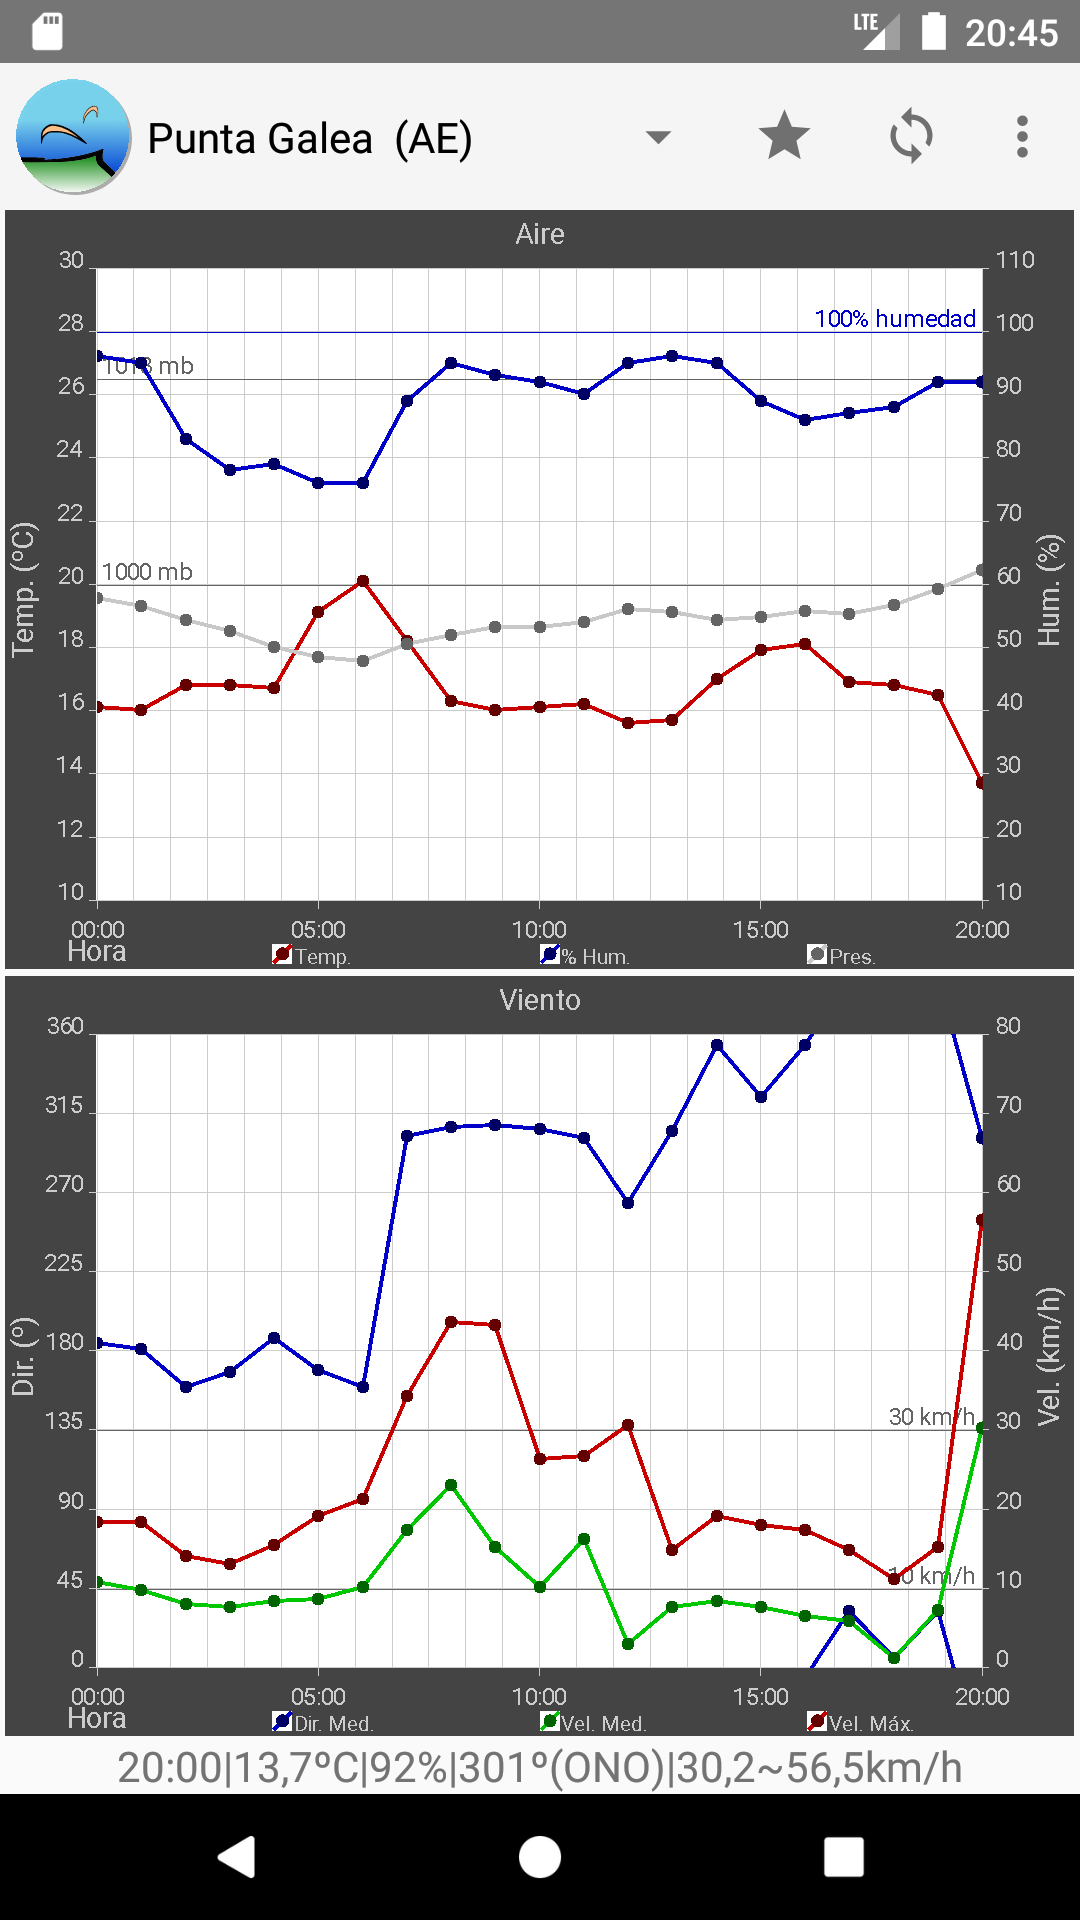 LTE 20:45
Punta Galea (AE)
Aire
30 110
100% humedad
28 100
1013 mb
26 90
24 80
22 70
1000 mb
20 60
18 50
16 40
14 30
12 20
10 10
Temp. (ºC)
Hum. (%)
00:00 05:00 10:00 15:00 20:00
Hora
Temp. % Hum. Pres.
Viento
360 80
315 70
270 60
225 50
180 40
30 km/h
135 30
90 20
10 km/h
45 10
0 0
Dir. (º)
Vel. (km/h)
00:00 05:00 10:00 15:00 20:00
Hora
Dir. Med. Vel. Med. Vel. Máx.
20:00|13,7ºC|92%|301º(ONO)|30,2~56,5km/h